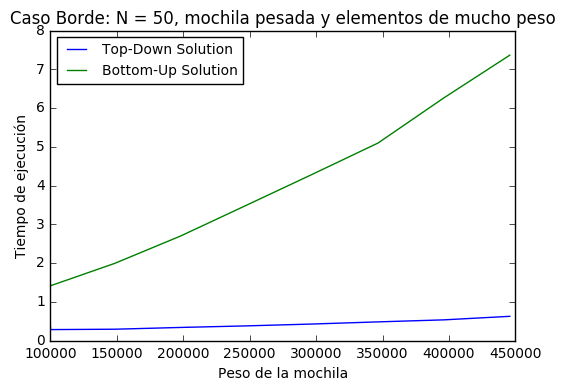 Caso Borde: N = 50, mochila pesada y elementos de mucho peso
Top-Down Solution
Bottom-Up Solution
Tiempo de ejecución
8
7
6
5
4
3
2
1
0
100000 150000 200000 250000 300000 350000 400000 450000
Peso de la mochila